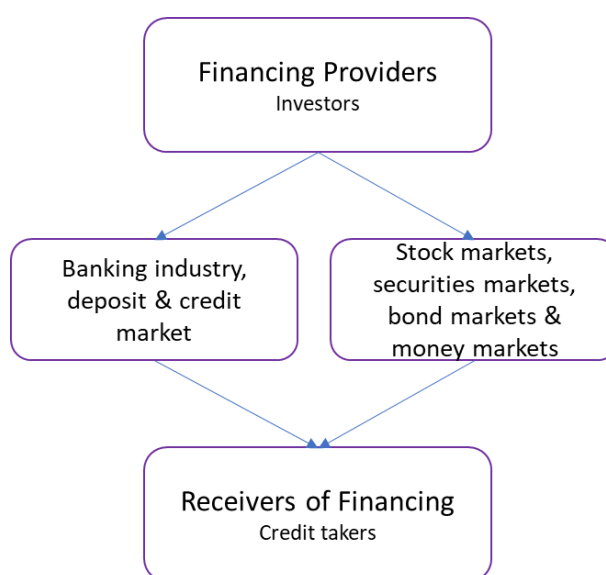 Financing Providers
Investors
Banking industry,
deposit & credit
market
Stock markets,
securities markets,
bond markets &
money markets
Receivers of Financing
Credit takers